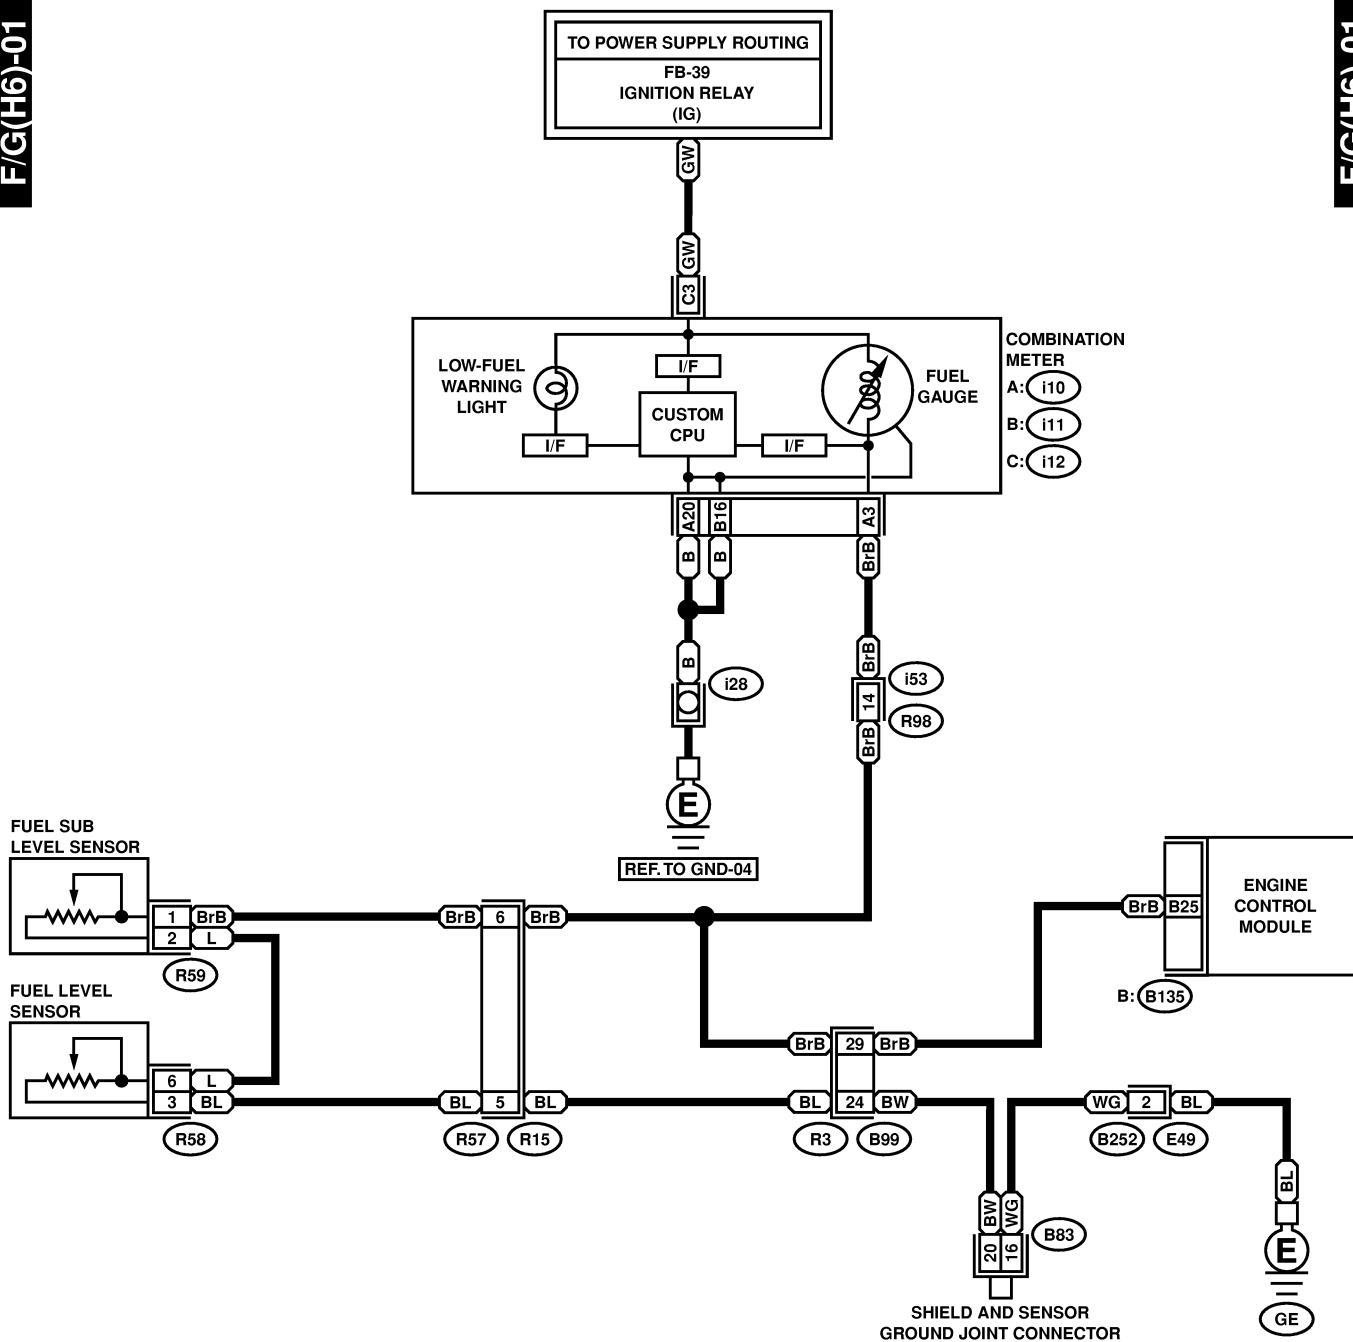 F/G(H6)-01
F/G(H6)-01
TO POWER SUPPLY ROUTING
FB-39
IGNITION RELAY
(IG)
GW
GW
C3
COMBINATION
METER
A: i10
B: i11
C: i12
LOW-FUEL
WARNING
LIGHT
I/F
CUSTOM
CPU
FUEL
GAUGE
I/F
I/F
A20
B16
A3
B
B
BrB
B
i28
BrB
i53
14
R98
BrB
E
REF. TO GND-04
FUEL SUB
LEVEL SENSOR
1 BrB
2 L
R59
BrB 6 BrB
FUEL LEVEL
SENSOR
6 L
3 BL
R58
BL 5 BL
R57 R15
ENGINE
CONTROL
MODULE
BrB B25
B: B135
BrB 29 BrB
BL 24 BW
R3 B99
WG 2 BL
B252 E49
BW WG
20 16
B83
SHIELD AND SENSOR
GROUND JOINT CONNECTOR
BL
E
GE